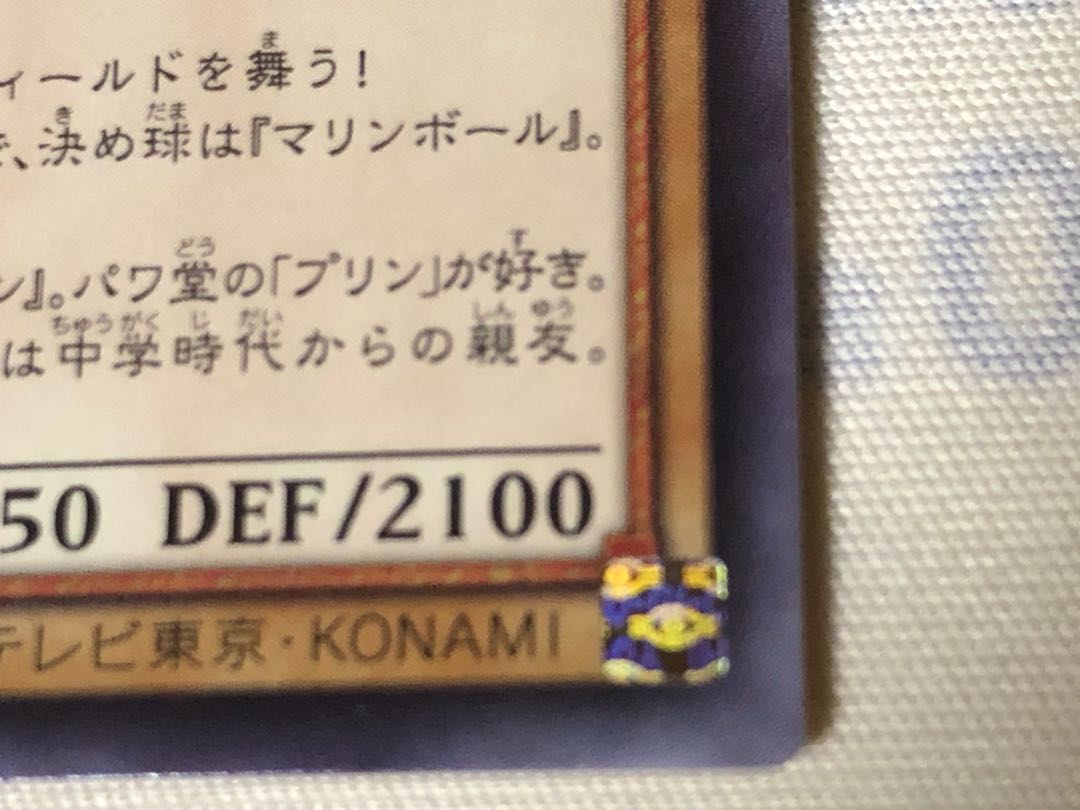 ィールドを舞う!
、決め球は『マリンボール』。
ン』。パワ堂の「プリン」が好き。
は中学時代からの親友。
50 DEF/2100
テレビ東京・KONAMI